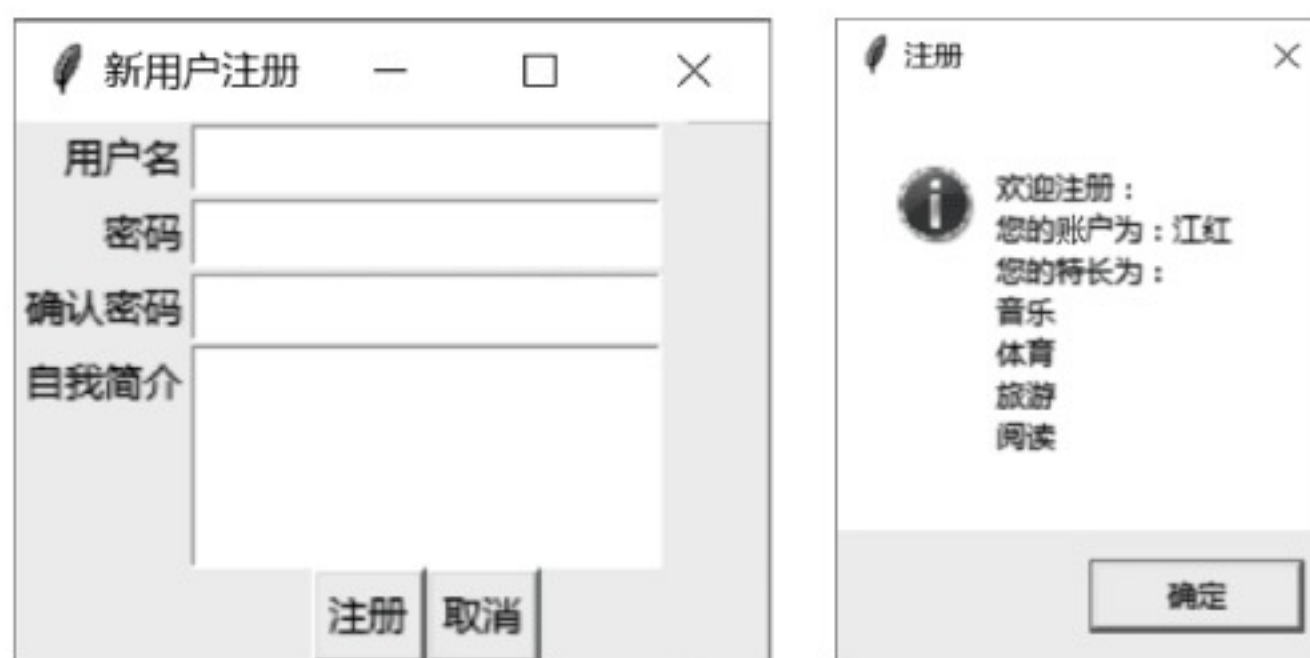 新用户注册
用户名
密码
确认密码
自我简介
注册 取消
注册
欢迎注册：
您的账户为：江红
您的特长为：
音乐
体育
旅游
阅读
确定